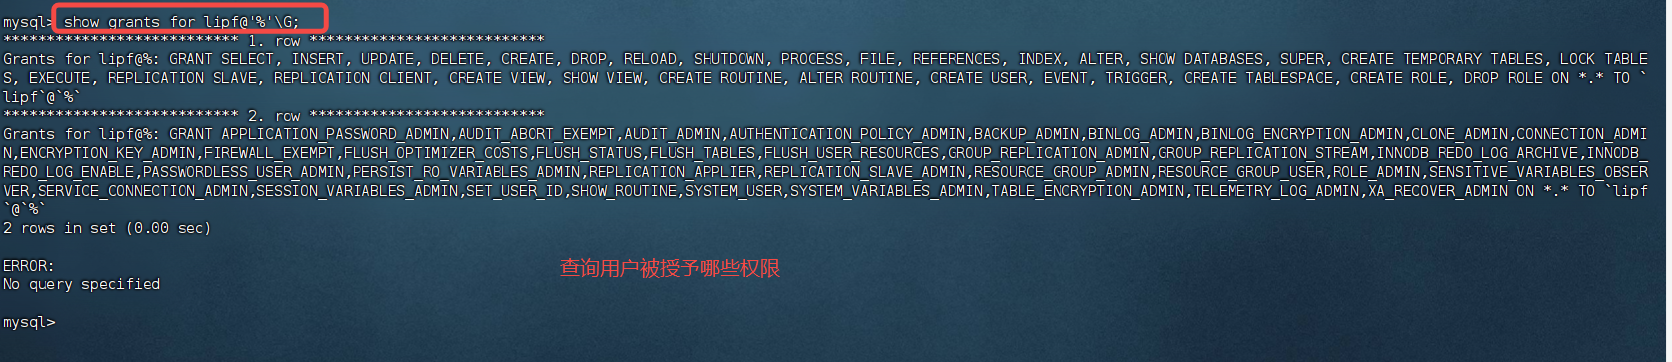 mysql> show grants for lipf@'%'\G;
*************************** 1. row ***************************
Grants for lipf@%: GRANT SELECT, INSERT, UPDATE, DELETE, CREATE, DROP, RELOAD, SHUTDOWN, PROCESS, FILE, REFERENCES, INDEX, ALTER, SHOW DATABASES, SUPER, CREATE TEMPORARY TABLES, LOCK TABLE
S, EXECUTE, REPLICATION SLAVE, REPLICATION CLIENT, CREATE VIEW, SHOW VIEW, CREATE ROUTINE, ALTER ROUTINE, CREATE USER, EVENT, TRIGGER, CREATE TABLESPACE, CREATE ROLE, DROP ROLE ON *.* TO `
lipf`@`%`
*************************** 2. row ***************************
Grants for lipf@%: GRANT APPLICATION_PASSWORD_ADMIN,AUDIT_ABORT_EXEMPT,AUDIT_ADMIN,AUTHENTICATION_POLICY_ADMIN,BACKUP_ADMIN,BINLOG_ADMIN,BINLOG_ENCRYPTION_ADMIN,CLONE_ADMIN,CONNECTION_ADMI
N,ENCRYPTION_KEY_ADMIN,FIREWALL_EXEMPT,FLUSH_OPTIMIZER_COSTS,FLUSH_STATUS,FLUSH_TABLES,FLUSH_USER_RESOURCES,GROUP_REPLICATION_ADMIN,GROUP_REPLICATION_STREAM,INNODB_REDO_LOG_ARCHIVE,INNODB_
REDO_LOG_ENABLE,PASSWORDLESS_USER_ADMIN,PERSIST_RO_VARIABLES_ADMIN,REPLICATION_APPLIER,REPLICATION_SLAVE_ADMIN,RESOURCE_GROUP_ADMIN,RESOURCE_GROUP_USER,ROLE_ADMIN,SENSITIVE_VARIABLES_OBSER
VER,SERVICE_CONNECTION_ADMIN,SESSION_VARIABLES_ADMIN,SET_USER_ID,SHOW_ROUTINE,SYSTEM_USER,SYSTEM_VARIABLES_ADMIN,TABLE_ENCRYPTION_ADMIN,TELEMETRY_LOG_ADMIN,XA_RECOVER_ADMIN ON *.* TO `lipf
`@`%`
2 rows in set (0.00 sec)
ERROR:
查询用户被授予哪些权限
No query specified
mysql>